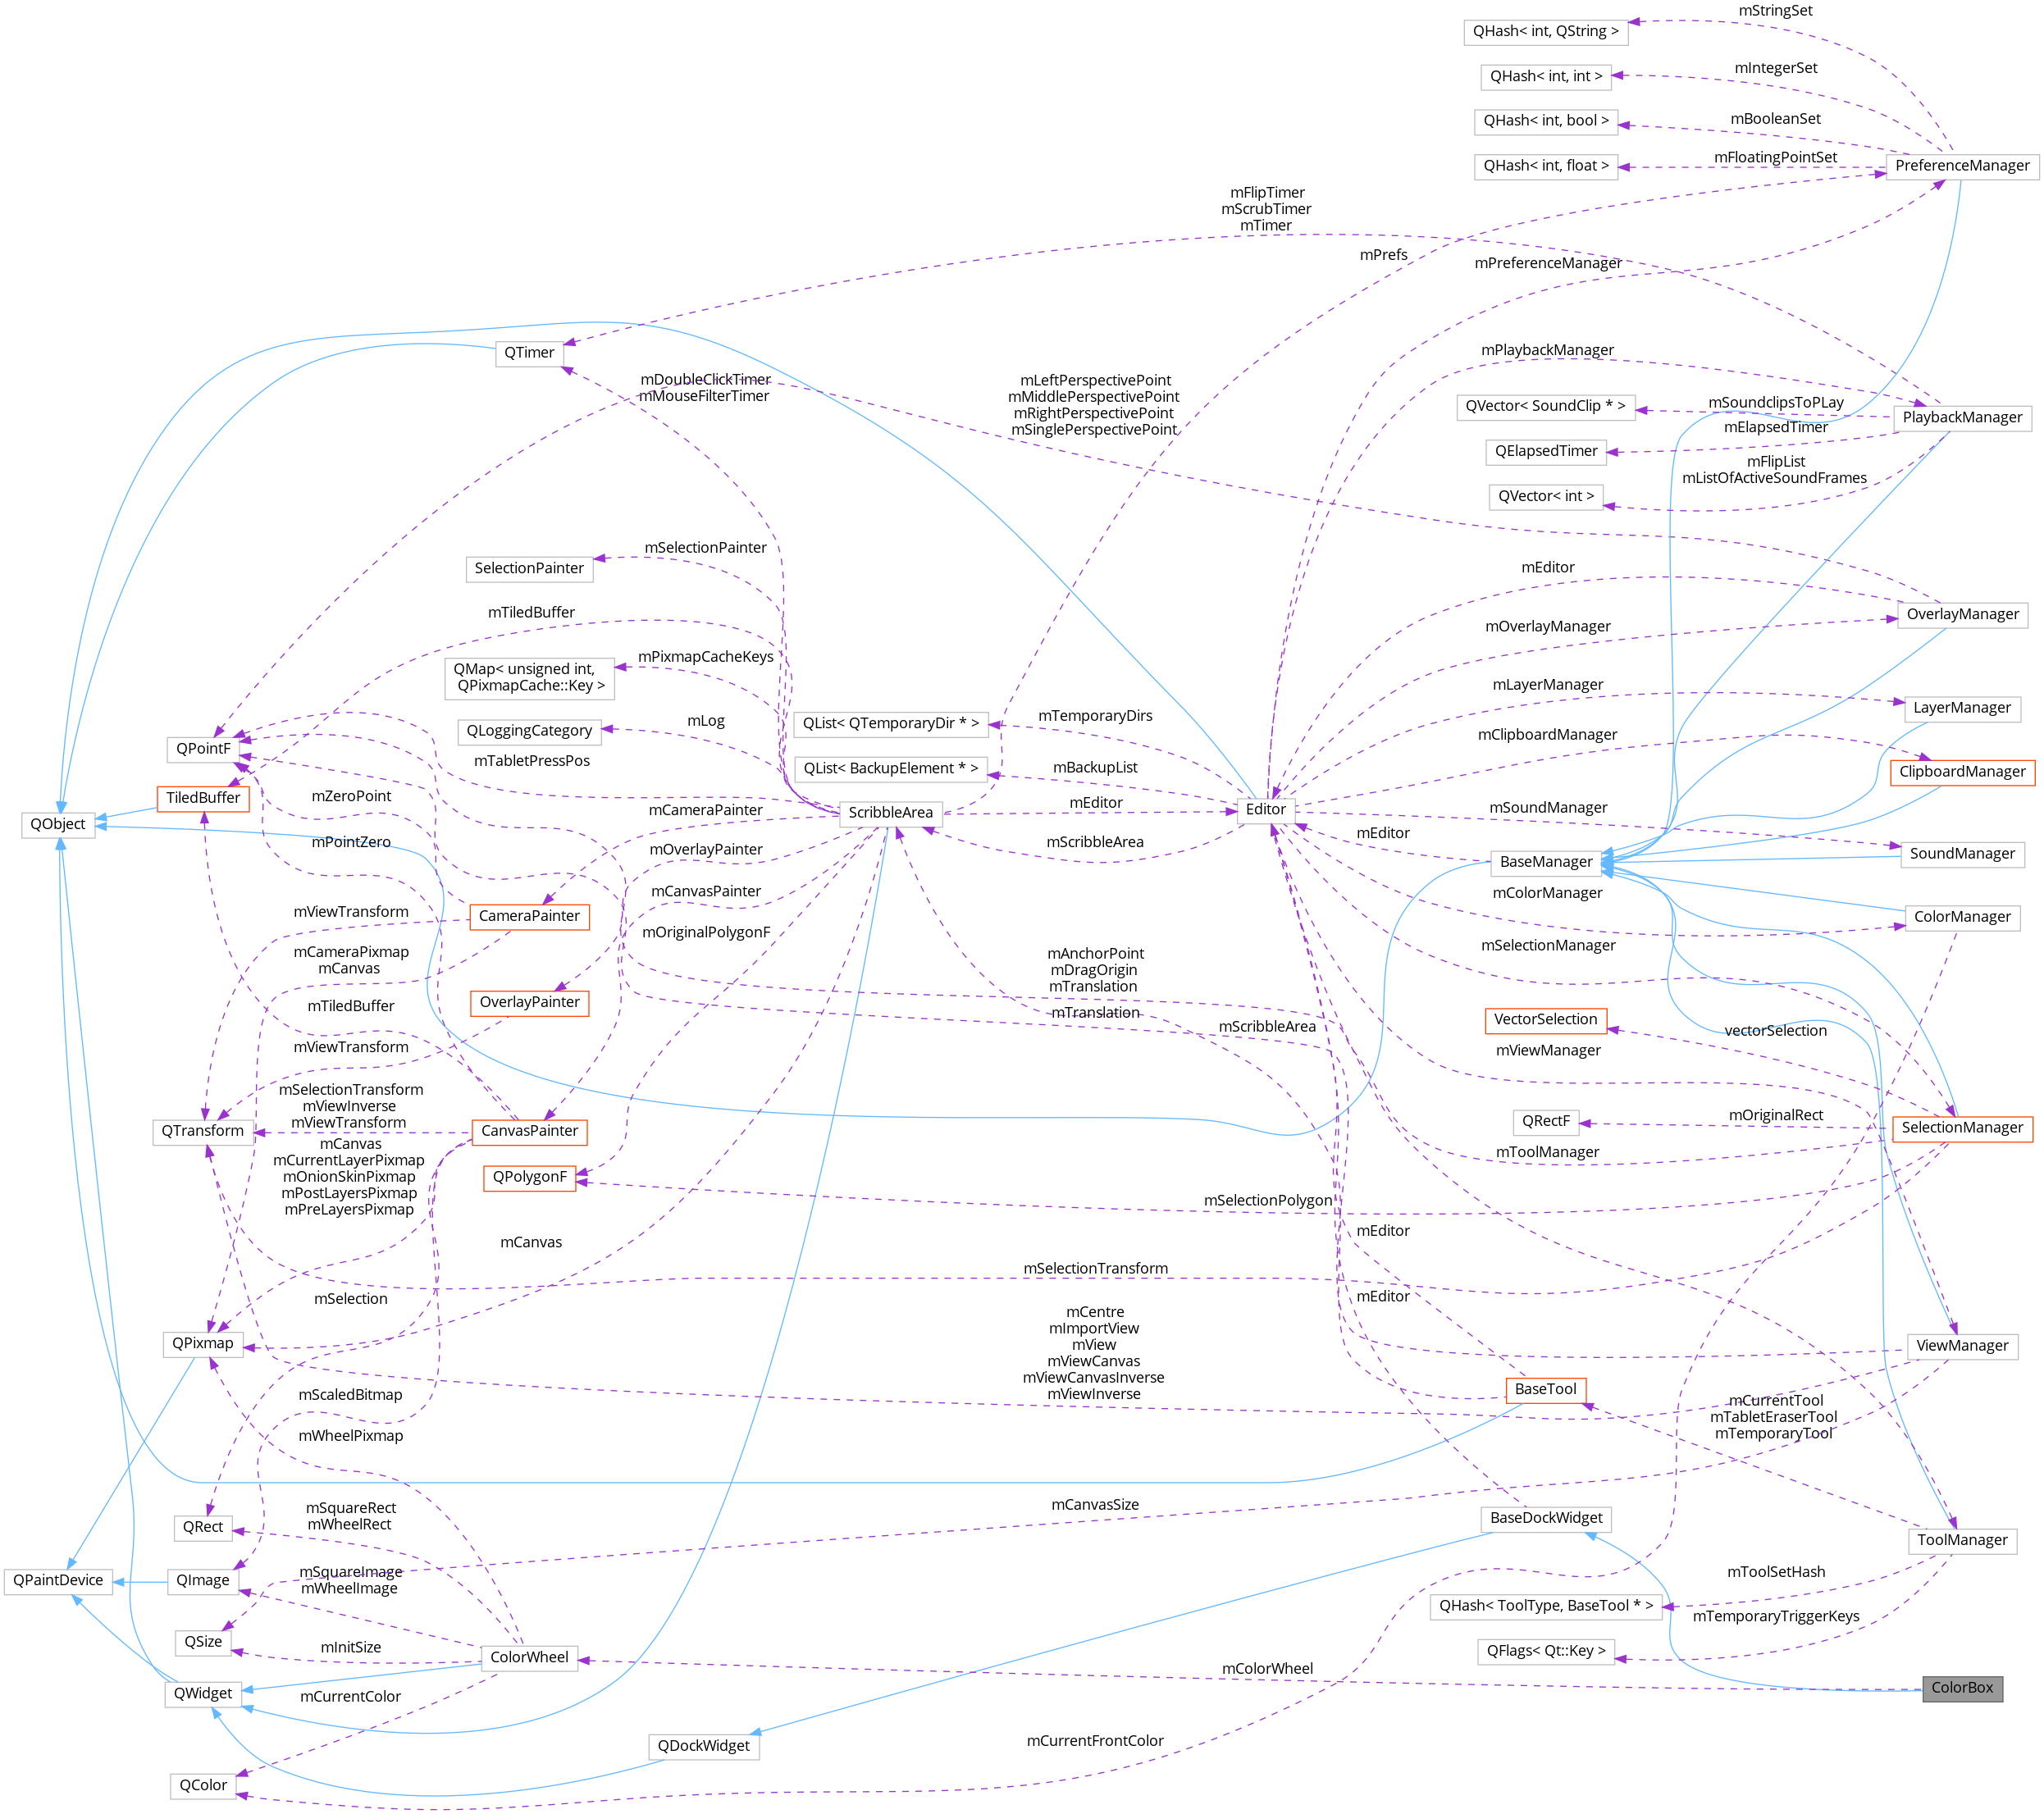 mStringSet
QHash< int, QString >
mIntegerSet
QHash< int, int >
mBooleanSet
QHash< int, bool >
mFloatingPointSet
QHash< int, float >
PreferenceManager
mFlipTimer
mScrubTimer
mTimer
mPrefs
mPreferenceManager
QTimer
mPlaybackManager
mDoubleClickTimer
mMouseFilterTimer
mLeftPerspectivePoint
mMiddlePerspectivePoint
mRightPerspectivePoint
mSinglePerspectivePoint
QVector< SoundClip * >
mSoundclipsToPLay
PlaybackManager
mElapsedTimer
QElapsedTimer
mFlipList
mListOfActiveSoundFrames
QVector< int >
mSelectionPainter
SelectionPainter
mEditor
mTiledBuffer
OverlayManager
mOverlayManager
mPixmapCacheKeys
QMap< unsigned int,
QPixmapCache::Key >
mLayerManager
LayerManager
QList< QTemporaryDir * >
mTemporaryDirs
mLog
QLoggingCategory
mClipboardManager
QPointF
mTabletPressPos
QList< BackupElement * >
mBackupList
ClipboardManager
TiledBuffer
mZeroPoint
mCameraPainter
ScribbleArea
mEditor
Editor
mSoundManager
QObject
mPointZero
mOverlayPainter
mScribbleArea
mEditor
BaseManager
SoundManager
mCanvasPainter
mColorManager
mViewTransform
CameraPainter
ColorManager
mOriginalPolygonF
mSelectionManager
mCameraPixmap
mCanvas
mAnchorPoint
mDragOrigin
mTranslation
mTiledBuffer
OverlayPainter
mTranslation
mScribbleArea
VectorSelection
vectorSelection
mViewTransform
mViewManager
mSelectionTransform
mViewInverse
mViewTransform
QTransform
CanvasPainter
QRectF
mOriginalRect
SelectionManager
mCanvas
mCurrentLayerPixmap
mOnionSkinPixmap
mPostLayersPixmap
mPreLayersPixmap
QPolygonF
mToolManager
mSelectionPolygon
mCanvas
mEditor
mSelectionTransform
mSelection
mEditor
mCentre
mImportView
mView
mViewCanvas
mViewCanvasInverse
mViewInverse
QPixmap
ViewManager
BaseTool
mScaledBitmap
mCurrentTool
mTabletEraserTool
mTemporaryTool
mWheelPixmap
mCanvasSize
mSquareRect
mWheelRect
QRect
BaseDockWidget
ToolManager
QPaintDevice
QImage
mSquareImage
mWheelImage
mToolSetHash
QHash< ToolType, BaseTool * >
mTemporaryTriggerKeys
QSize
mInitSize
ColorWheel
mColorWheel
QFlags< Qt::Key >
QWidget
mCurrentColor
ColorBox
QDockWidget
mCurrentFrontColor
QColor